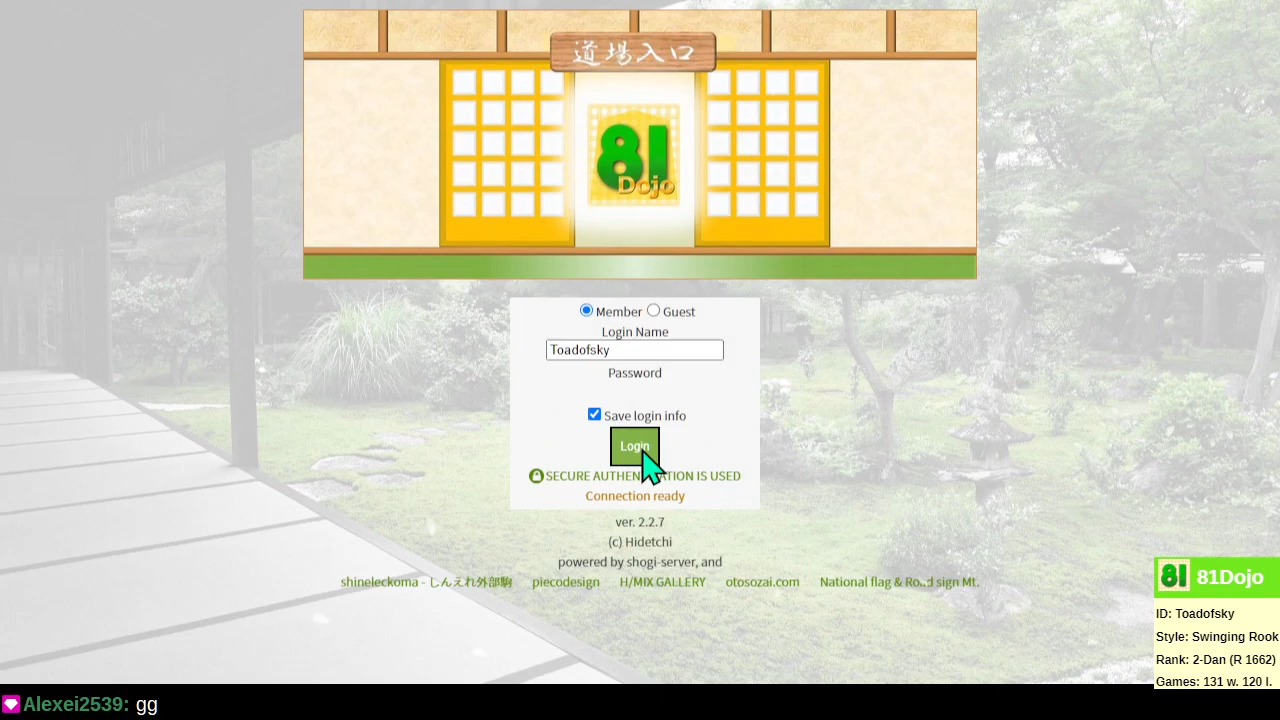 道場入口
81
Dojo
Member Guest
Login Name
Toadofsky
Password
Save login info
Login
SECURE AUTHEN ATION IS USED
Connection ready
ver. 2.2.7
(c) Hidetchi
powered by shogi-server, and
shineleckoma - しんえれ外部駒 piecodesign H/MIX GALLERY otosozai.com National flag & Road sign Mt.
81 81Dojo
ID: Toadofsky
Style: Swinging Rook
Rank: 2-Dan (R 1662)
Games: 131 w. 120 l.
Alexei2539: gg